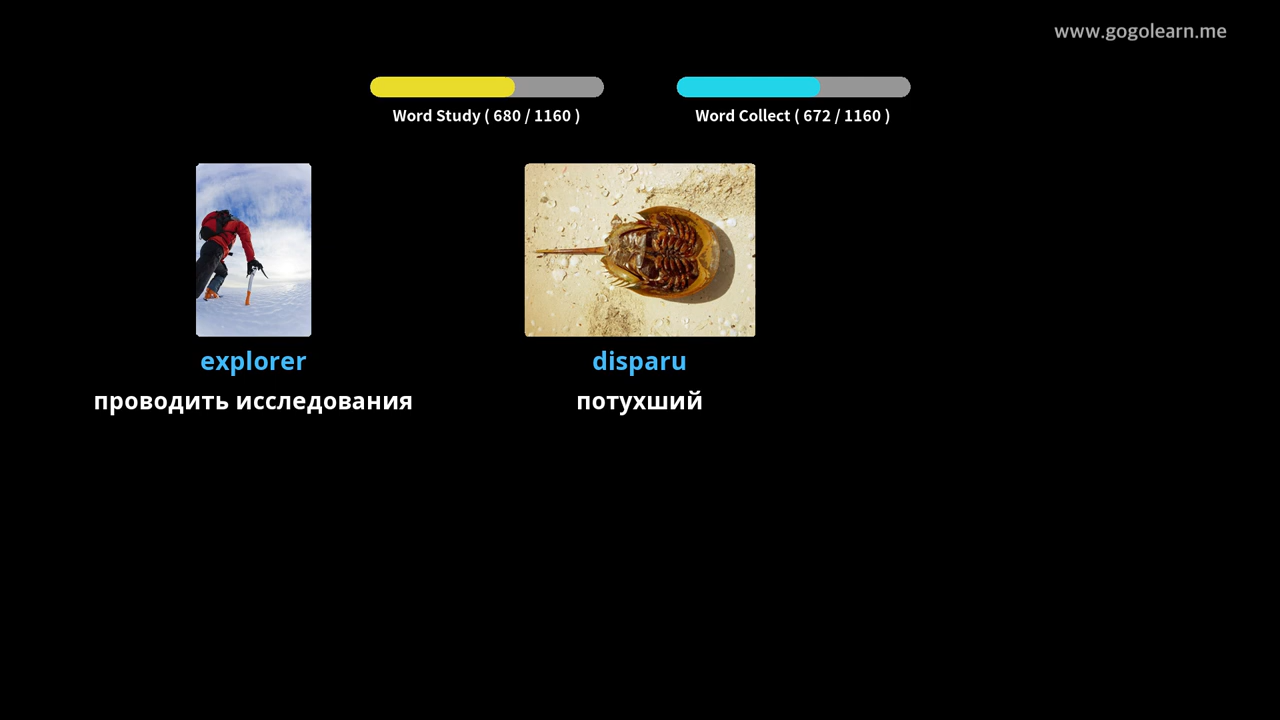 www.gogolearn.me
Word Study ( 680 / 1160 )
Word Collect ( 672 / 1160 )
explorer
disparu
проводить исследования
потухший